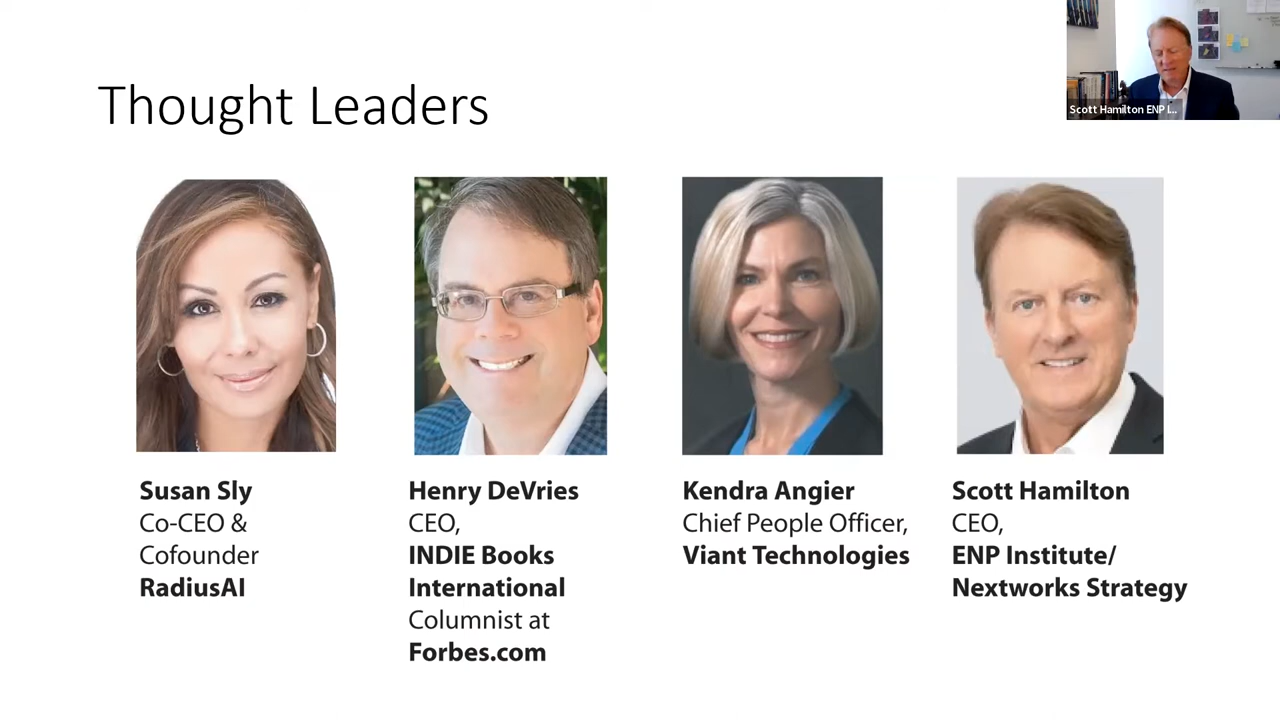 Thought Leaders
Scott Hamilton ENP I...
Susan Sly
Co-CEO &
Cofounder
RadiusAI
Henry DeVries
CEO,
INDIE Books
International
Columnist at
Forbes.com
Kendra Angier
Chief People Officer,
Viant Technologies
Scott Hamilton
CEO,
ENP Institute/
Nextworks Strategy